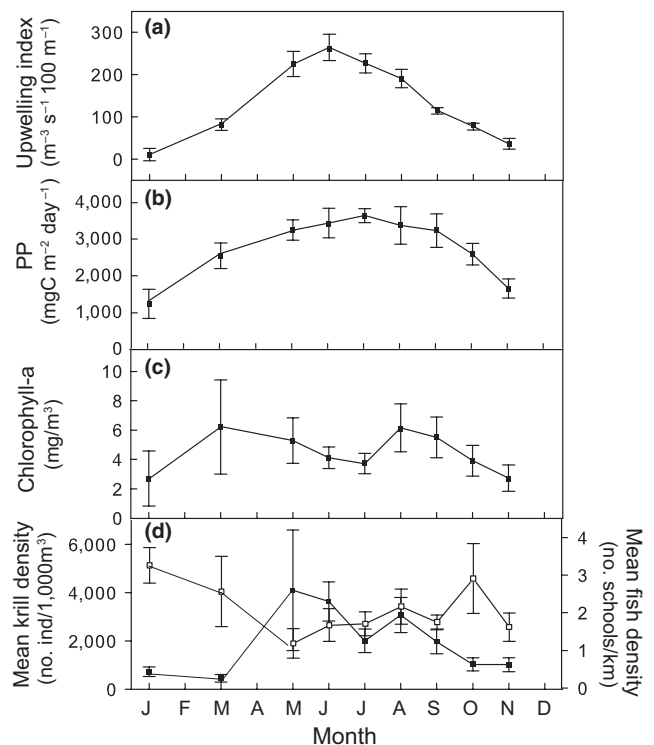 (a)
Upwelling index
(m⁻³ s⁻¹ 100 m⁻¹)
300
200
100
0
(b)
PP
(mgC m⁻² day⁻¹)
4,000
3,000
2,000
1,000
0
(c)
Chlorophyll-a
(mg/m³)
10
8
6
4
2
0
(d)
Mean krill density
(no. ind/1,000m³)
6,000
4,000
2,000
0
4
3
2
1
0
Mean fish density
(no. schools/km)
J F M A M J J A S O N D
Month